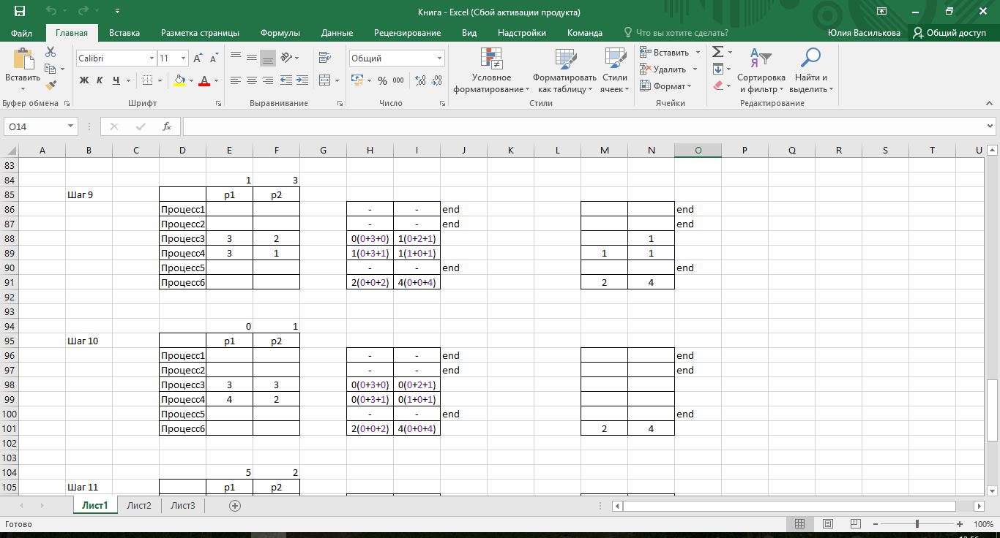 Книга - Excel (Сбой активации продукта)
Файл Главная Вставка Разметка страницы Формулы Данные Рецензирование Вид Надстройки Команда Что вы хотите сделать? Юлия Василькова Общий доступ
Вставить
Calibri 11
Ж К Ч А
Общий
% 000
Условное форматирование
Форматировать как таблицу
Стили ячеек
Вставить
Удалить
Формат
Сортировка и фильтр
Найти и выделить
Буфер обмена Шрифт Выравнивание Число Стили Ячейки Редактирование
O14 fx
A B C D E F G H I J K L M N O P Q R S T U
83
84 1 3
85 Шаг 9 p1 p2
86 Процесс1 - - end end
87 Процесс2 - - end end
88 Процесс3 3 2 0(0+3+0) 1(0+2+1) 1
89 Процесс4 3 1 1(0+3+1) 1(1+0+1) 1 1
90 Процесс5 - - end end
91 Процесс6 2(0+0+2) 4(0+0+4) 2 4
92
93
94 0 1
95 Шаг 10 p1 p2
96 Процесс1 - - end end
97 Процесс2 - - end end
98 Процесс3 3 3 0(0+3+0) 0(0+2+1)
99 Процесс4 4 2 0(0+3+1) 0(1+0+1)
100 Процесс5 - - end end
101 Процесс6 2(0+0+2) 4(0+0+4) 2 4
102
103
104 5 2
105 Шаг 11 p1 p2
Лист1 Лист2 Лист3
Готово 100%